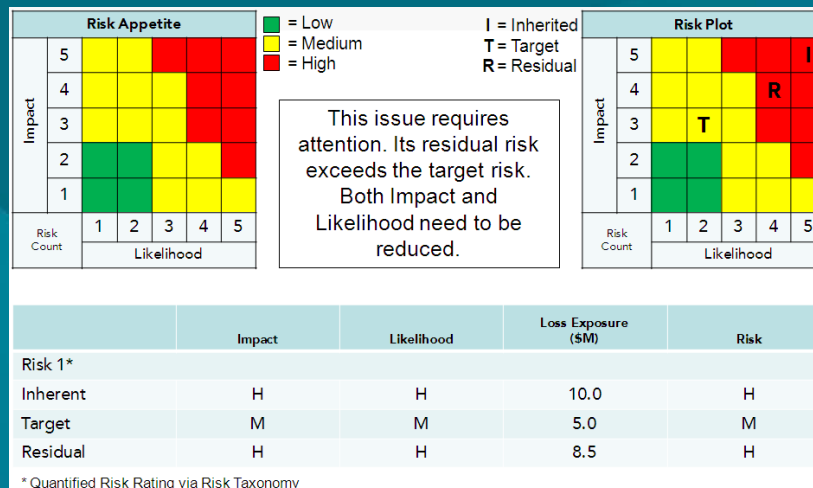 Risk Appetite
Impact
5
4
3
2
1
Risk
Count
1 2 3 4 5
Likelihood
= Low
= Medium
= High
I = Inherited
T = Target
R = Residual
This issue requires
attention. Its residual risk
exceeds the target risk.
Both Impact and
Likelihood need to be
reduced.
Risk Plot
Impact
5 I
4 R
3 T
2
1
Risk
Count
1 2 3 4 5
Likelihood
Impact Likelihood Loss Exposure
($M) Risk
Risk 1*
Inherent H H 10.0 H
Target M M 5.0 M
Residual H H 8.5 H
* Quantified Risk Rating via Risk Taxonomy